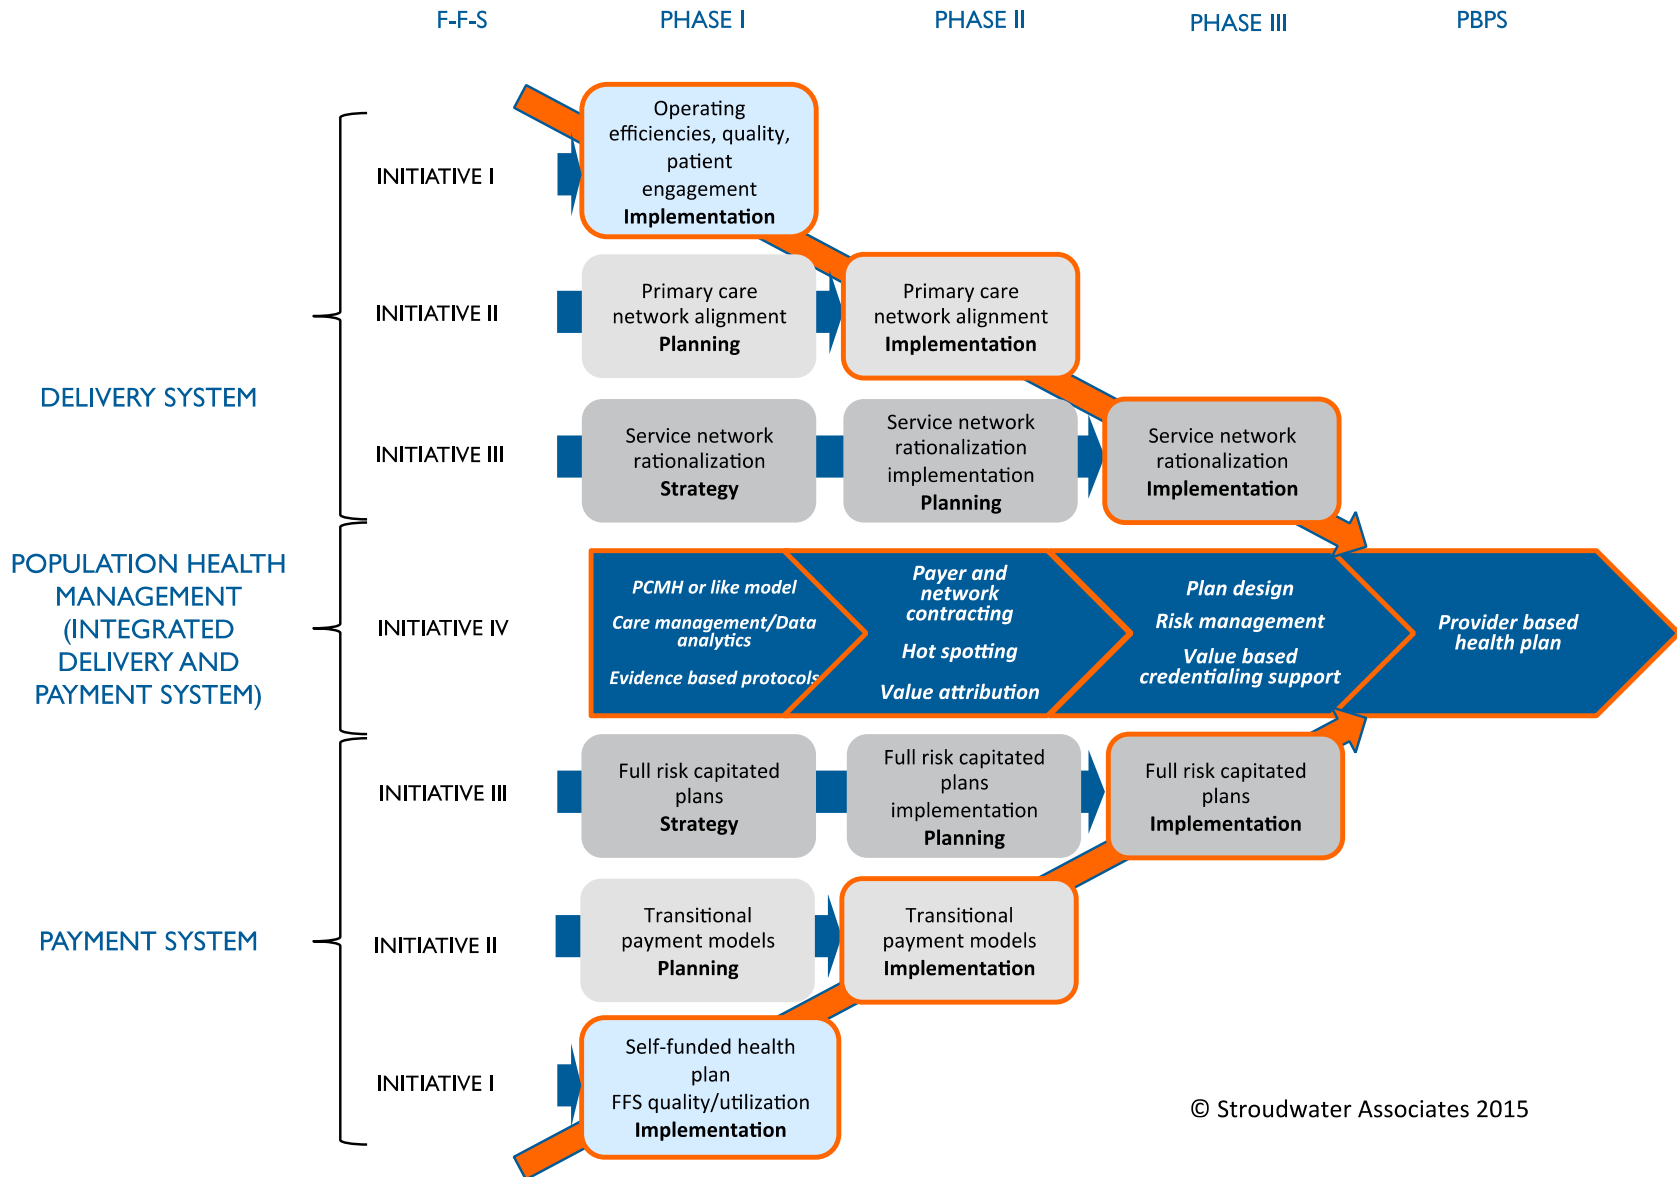 F-F-S
PHASE I
PHASE II
PHASE III
PBPS
DELIVERY SYSTEM
INITIATIVE I
Operating
efficiencies, quality,
patient
engagement
Implementation
INITIATIVE II
Primary care
network alignment
Planning
Primary care
network alignment
Implementation
INITIATIVE III
Service network
rationalization
Strategy
Service network
rationalization
implementation
Planning
Service network
rationalization
Implementation
POPULATION HEALTH
MANAGEMENT
(INTEGRATED
DELIVERY AND
PAYMENT SYSTEM)
INITIATIVE IV
PCMH or like model
Care management/Data
analytics
Evidence based protocols
Payer and
network
contracting
Hot spotting
Value attribution
Plan design
Risk management
Value based
credentialing support
Provider based
health plan
PAYMENT SYSTEM
INITIATIVE III
Full risk capitated
plans
Strategy
Full risk capitated
plans
implementation
Planning
Full risk capitated
plans
Implementation
INITIATIVE II
Transitional
payment models
Planning
Transitional
payment models
Implementation
INITIATIVE I
Self-funded health
plan
FFS quality/utilization
Implementation
© Stroudwater Associates 2015